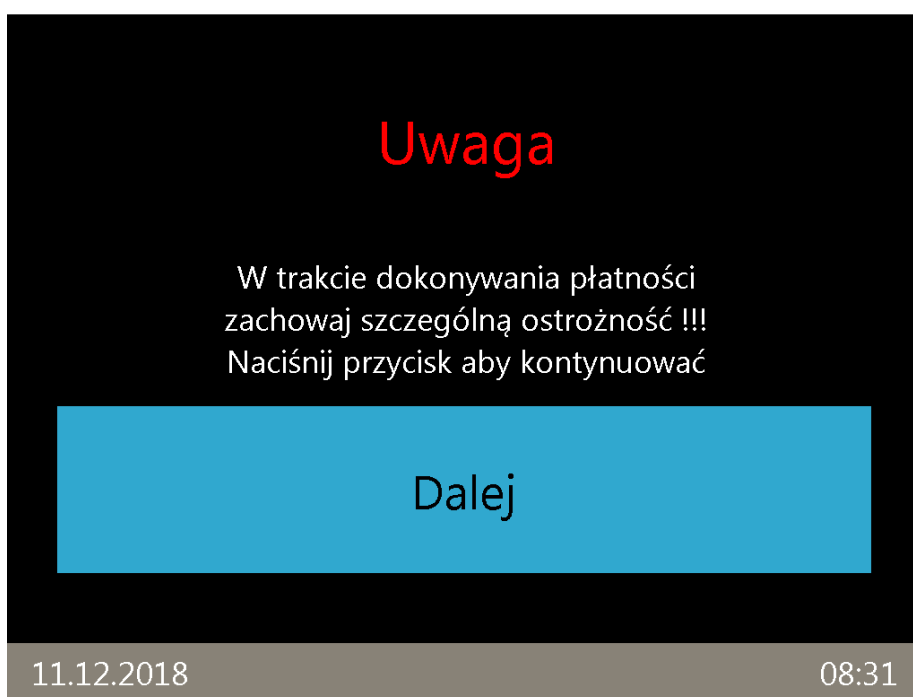 Uwaga
W trakcie dokonywania płatności
zachowaj szczególną ostrożność !!!
Naciśnij przycisk aby kontynuować
Dalej
11.12.2018 08:31